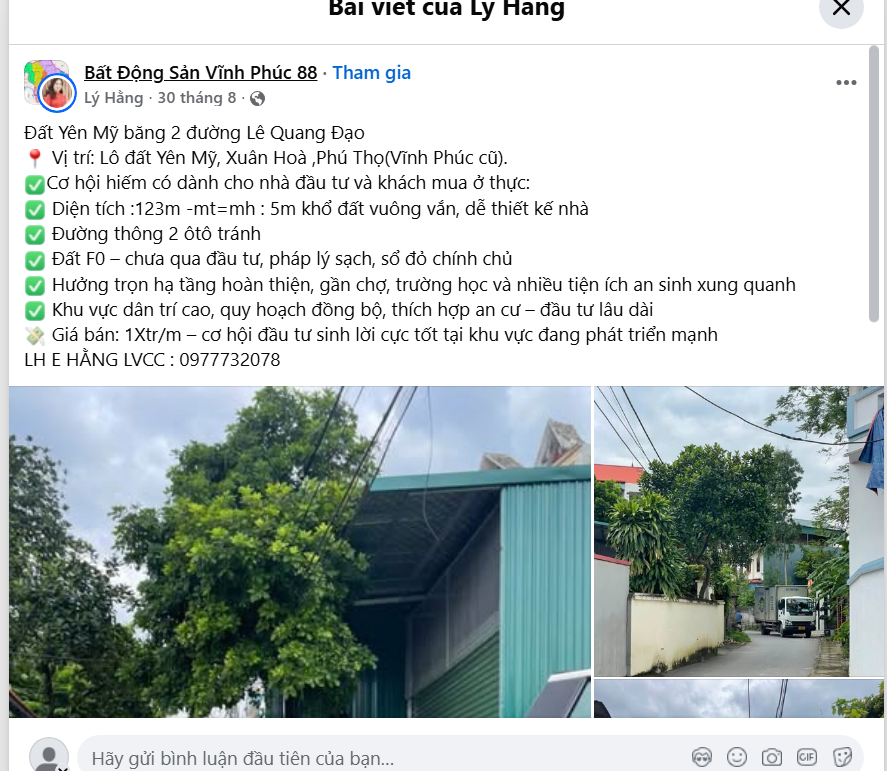 Bài viết của Lý Hằng
Bất Động Sản Vĩnh Phúc 88 · Tham gia
Lý Hằng · 30 tháng 8 ·
Đất Yên Mỹ băng 2 đường Lê Quang Đạo
📍 Vị trí: Lô đất Yên Mỹ, Xuân Hoà ,Phú Thọ(Vĩnh Phúc cũ).
✅Cơ hội hiếm có dành cho nhà đầu tư và khách mua ở thực:
✅ Diện tích :123m -mt=mh : 5m khổ đất vuông vắn, dễ thiết kế nhà
✅ Đường thông 2 ôtô tránh
✅ Đất F0 – chưa qua đầu tư, pháp lý sạch, sổ đỏ chính chủ
✅ Hưởng trọn hạ tầng hoàn thiện, gần chợ, trường học và nhiều tiện ích an sinh xung quanh
✅ Khu vực dân trí cao, quy hoạch đồng bộ, thích hợp an cư – đầu tư lâu dài
💸 Giá bán: 1Xtr/m – cơ hội đầu tư sinh lời cực tốt tại khu vực đang phát triển mạnh
LH E HẰNG LVCC : 0977732078
Hãy gửi bình luận đầu tiên của bạn...
GIF